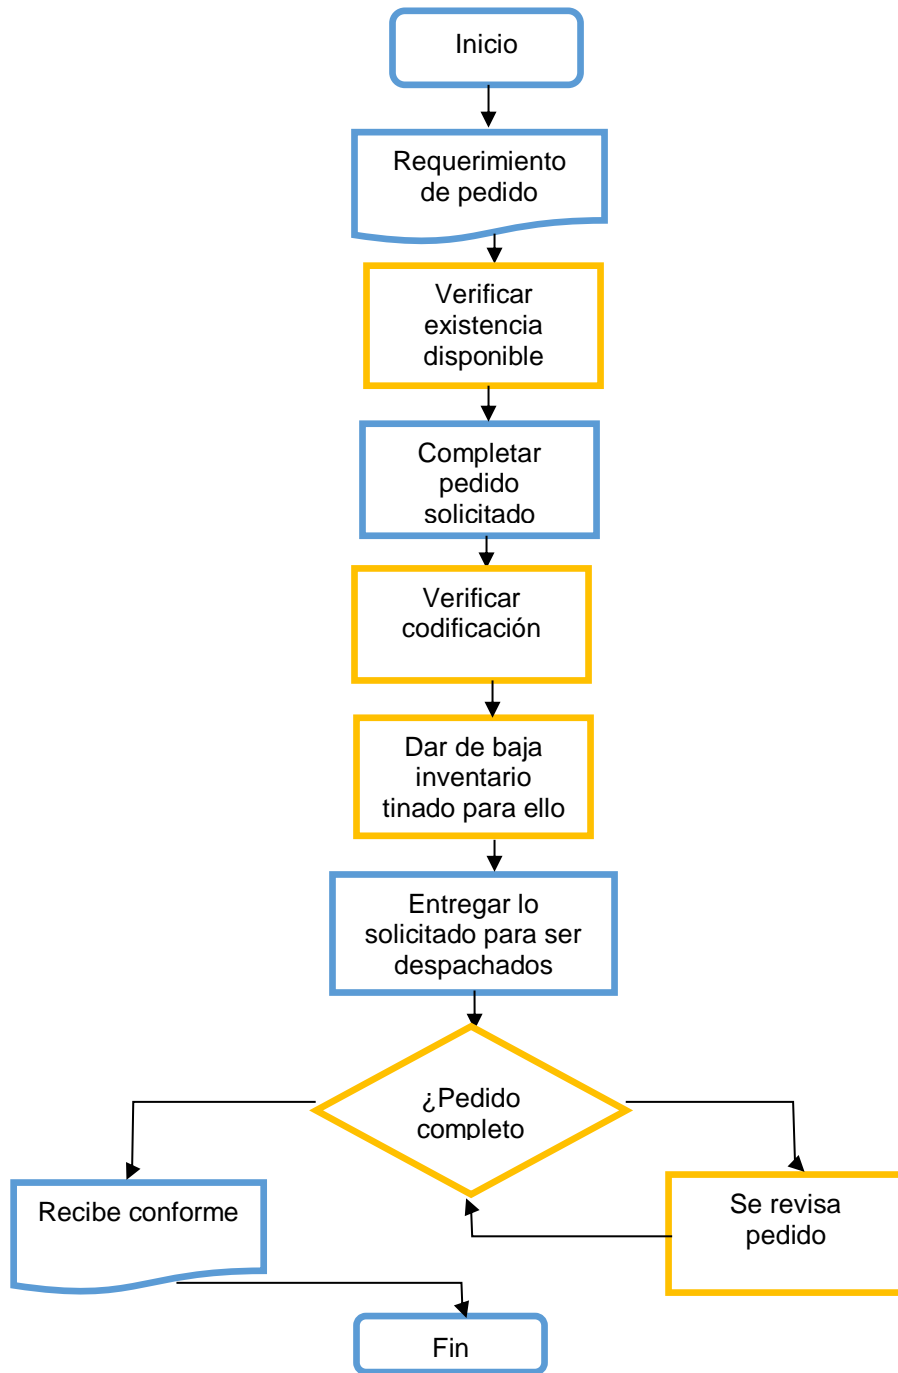 Inicio
Requerimiento
de pedido
Verificar
existencia
disponible
Completar
pedido
solicitado
Verificar
codificación
Dar de baja
inventario
tinado para ello
Entregar lo
solicitado para ser
despachados
¿Pedido
completo
Recibe conforme
Se revisa
pedido
Fin